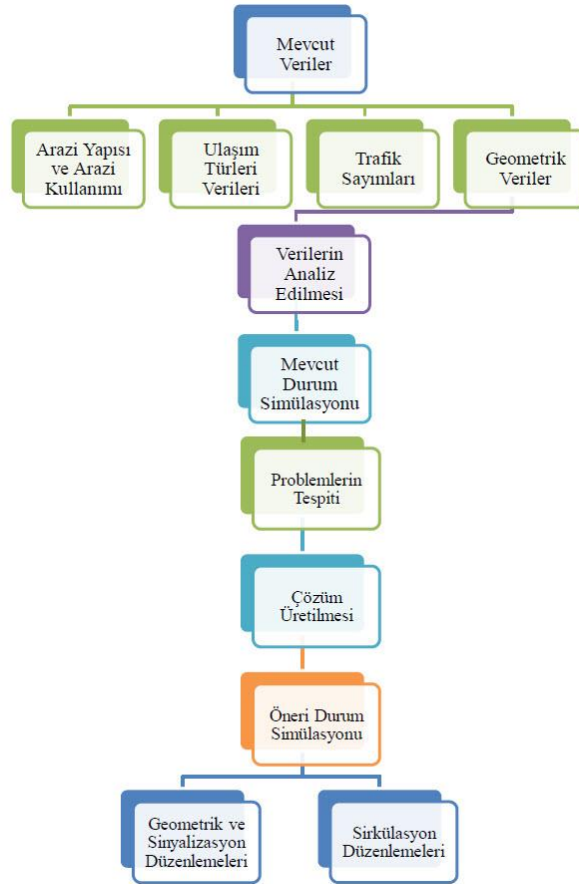 Mevcut
Veriler
Arazi Yapısı
ve Arazi
Kullanımı
Ulaşım
Türleri
Verileri
Trafik
Sayımları
Geometrik
Veriler
Verilerin
Analiz
Edilmesi
Mevcut
Durum
Simülasyonu
Problemlerin
Tespiti
Çözüm
Üretilmesi
Öneri Durum
Simülasyonu
Geometrik ve
Sinyalizasyon
Düzenlemeleri
Sirkülasyon
Düzenlemeleri